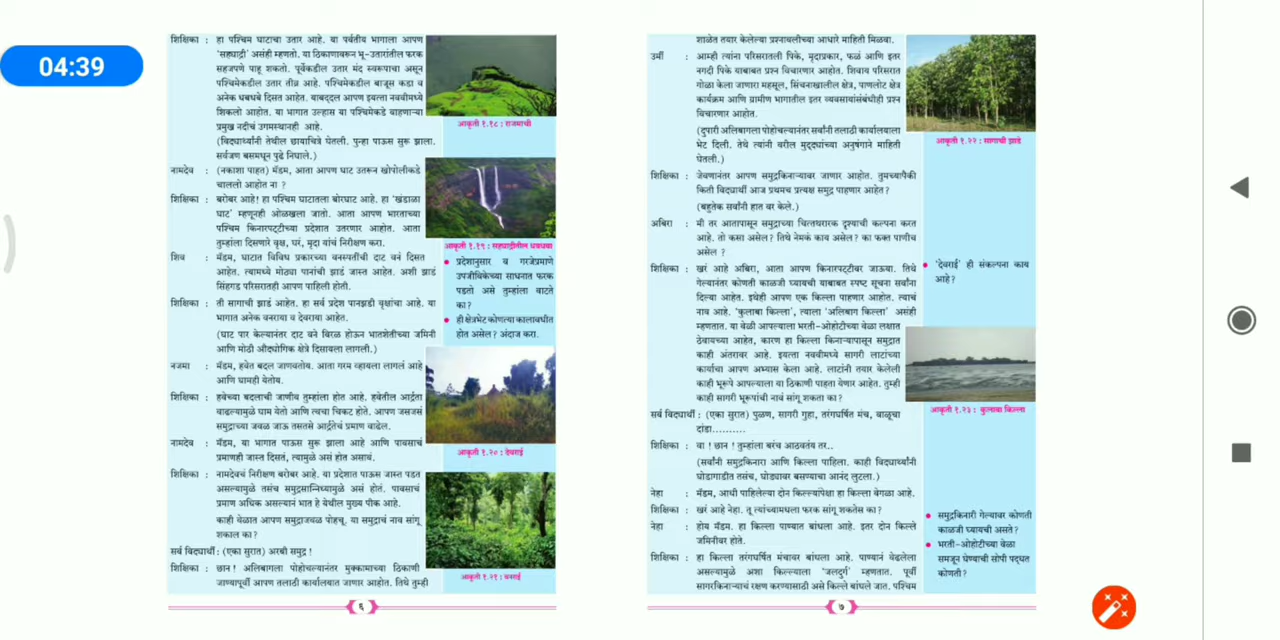 04:39
शिक्षिका : हा पश्चिम घाटाचा उतार आहे. या पर्वतीय भागाला आपण
'सह्याद्री' असंही म्हणतो. या ठिकाणावरून भू-उतारांतील फरक
सहजपणे पाहू शकतो. पूर्वेकडील उतार मंद स्वरूपाचा असून
पश्चिमेकडील उतार तीव्र आहे. पश्चिमेकडील बाजूस कडा व
अनेक धबधबे दिसत आहेत. याबद्दल आपण इयत्ता नववीमध्ये
शिकलो आहोत. या भागात उल्हास या पश्चिमेकडे वाहणाऱ्या
प्रमुख नदीचं उगमस्थानही आहे.
(विद्यार्थ्यांनी तेथील छायाचित्रे घेतली. पुन्हा पाऊस सुरू झाला.
सर्वजण बसमधून पुढे निघाले.)
नामदेव : (नकाशा पाहत) मॅडम, आता आपण घाट उतरून खोपोलीकडे
चाललो आहोत ना ?
शिक्षिका : बरोबर आहे! हा पश्चिम घाटातला बोरघाट आहे. हा 'खंडाळा
घाट' म्हणूनही ओळखला जातो. आता आपण भारताच्या
पश्चिम किनारपट्टीच्या प्रदेशात उतरणार आहोत. आता
तुम्हांला दिसणारे वृक्ष, घरं, मृदा यांचं निरीक्षण करा.
शिव : मॅडम, घाटात विविध प्रकारच्या वनस्पतींची दाट वनं दिसत
आहेत. त्यामध्ये मोठ्या पानांची झाडं जास्त आहेत. अशी झाडं
सिंहगड परिसरातही आपण पाहिली होती.
शिक्षिका : ती सागाची झाडं आहेत. हा सर्व प्रदेश पानझडी वृक्षांचा आहे. या
भागात अनेक वनराया व देवराया आहेत.
(घाट पार केल्यानंतर दाट वने विरळ होऊन भातशेतीच्या जमिनी
आणि मोठी औद्योगिक क्षेत्रे दिसायला लागली.)
नजमा : मॅडम, हवेत बदल जाणवतोय. आता गरम व्हायला लागलं आहे
आणि घामही येतोय.
शिक्षिका : हवेच्या बदलाची जाणीव तुम्हांला होत आहे. हवेतील आर्द्रता
वाढल्यामुळे घाम येतो आणि त्वचा चिकट होते. आपण जसजसं
समुद्राच्या जवळ जाऊ तसतसे आर्द्रतेचं प्रमाण वाढेल.
नामदेव : मॅडम, या भागात पाऊस सुरू झाला आहे आणि पावसाचं
प्रमाणही जास्त दिसतं, त्यामुळे असं होत असावं.
शिक्षिका : नामदेवचं निरीक्षण बरोबर आहे. या प्रदेशात पाऊस जास्त पडत
असल्यामुळे तसंच समुद्रसान्निध्यामुळे असं होतं. पावसाचं
प्रमाण अधिक असल्यानं भात हे येथील मुख्य पीक आहे.
काही वेळात आपण समुद्राजवळ पोहचू. या समुद्राचं नाव सांगू
शकाल का?
सर्व विद्यार्थी : (एका सुरात) अरबी समुद्र !
शिक्षिका : छान! अलिबागला पोहोचल्यानंतर मुक्कामाच्या ठिकाणी
जाण्यापूर्वी आपण तलाठी कार्यालयात जाणार आहोत. तिथे तुम्ही
आकृती १.१८ : राजमाची
आकृती १.१९ : सह्याद्रीतील धबधबा
● प्रदेशानुसार व गरजेप्रमाणे
उपजीविकेच्या साधनात फरक
पडतो असे तुम्हांला वाटते
का?
● ही क्षेत्रभेट कोणत्या कालावधीत
होत असेल? अंदाज करा.
आकृती १.२० : देवराई
आकृती १.२१ : वनराई
६
शाळेत तयार केलेल्या प्रश्नावलीच्या आधारे माहिती मिळवा.
उर्मी : आम्ही त्यांना परिसरातली पिके, मृदाप्रकार, फळं आणि इतर
नगदी पिके याबाबत प्रश्न विचारणार आहोत. शिवाय परिसरात
गोळा केला जाणारा महसूल, सिंचनाखालील क्षेत्र, पाणलोट क्षेत्र
कार्यक्रम आणि ग्रामीण भागातील इतर व्यवसायांसंबंधीही प्रश्न
विचारणार आहोत.
(दुपारी अलिबागला पोहोचल्यानंतर सर्वांनी तलाठी कार्यालयाला
भेट दिली. तेथे त्यांनी वरील मुद्द्यांच्या अनुषंगाने माहिती
घेतली.)
शिक्षिका : जेवणानंतर आपण समुद्रकिनाऱ्यावर जाणार आहोत. तुमच्यापैकी
किती विद्यार्थी आज प्रथमच प्रत्यक्ष समुद्र पाहणार आहेत?
(बहुतेक सर्वांनी हात वर केले.)
अबिरा : मी तर आतापासून समुद्राच्या चित्तथरारक दृश्याची कल्पना करत
आहे. तो कसा असेल? तिथे नेमकं काय असेल? का फक्त पाणीच
असेल ?
शिक्षिका : खरं आहे अबिरा, आता आपण किनारपट्टीवर जाऊया. तिथे
गेल्यानंतर कोणती काळजी घ्यायची याबाबत स्पष्ट सूचना सर्वांना
दिल्या आहेत. इथेही आपण एक किल्ला पाहणार आहोत. त्याचं
नाव आहे. 'कुलाबा किल्ला', त्याला 'अलिबाग किल्ला' असंही
म्हणतात. या वेळी आपल्याला भरती-ओहोटीच्या वेळा लक्षात
ठेवायच्या आहेत, कारण हा किल्ला किनाऱ्यापासून समुद्रात
काही अंतरावर आहे. इयत्ता नववीमध्ये सागरी लाटांच्या
कार्याचा आपण अभ्यास केला आहे. लाटांनी तयार केलेली
काही भूरूपे आपल्याला या ठिकाणी पाहता येणार आहेत. तुम्ही
काही सागरी भूरूपांची नावं सांगू शकता का?
सर्व विद्यार्थी : (एका सुरात) पुळण, सागरी गुहा, तरंगघर्षित मंच, वाळूचा
दांडा..........
शिक्षिका : वा ! छान ! तुम्हांला बरंच आठवतंय तर..
(सर्वांनी समुद्रकिनारा आणि किल्ला पाहिला. काही विद्यार्थ्यांनी
घोडागाडीत तसंच, घोड्यावर बसण्याचा आनंद लुटला.)
नेहा : मॅडम, आधी पाहिलेल्या दोन किल्ल्यांपेक्षा हा किल्ला वेगळा आहे.
शिक्षिका : खरं आहे नेहा. तू त्यांच्यामधला फरक सांगू शकतेस का?
नेहा : होय मॅडम. हा किल्ला पाण्यात बांधला आहे. इतर दोन किल्ले
जमिनीवर होते.
शिक्षिका : हा किल्ला तरंगघर्षित मंचावर बांधला आहे. पाण्यानं वेढलेला
असल्यामुळे अशा किल्ल्याला 'जलदुर्ग' म्हणतात. पूर्वी
सागरकिनाऱ्याचं रक्षण करण्यासाठी असे किल्ले बांधले जात. पश्चिम
आकृती १.२२ : सागाची झाडे
● 'देवराई' ही संकल्पना काय
आहे?
आकृती १.२३ : कुलाबा किल्ला
● समुद्रकिनारी गेल्यावर कोणती
काळजी घ्यायची असते?
● भरती-ओहोटीच्या वेळा
समजून घेण्याची सोपी पद्धत
कोणती?
७